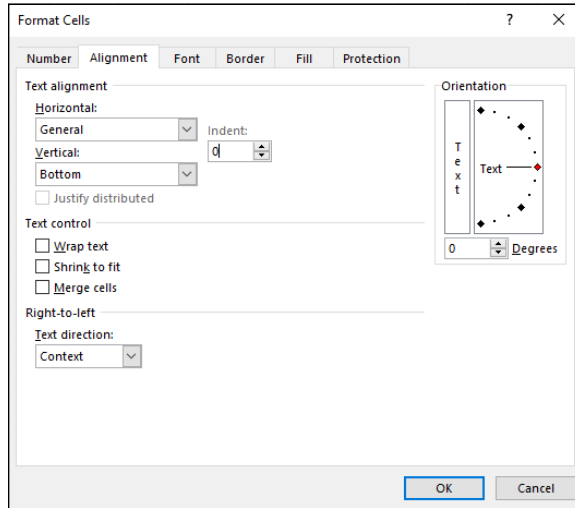 Format Cells ?
Number Alignment Font Border Fill Protection
Text alignment
Horizontal:
General
Indent:
0
Vertical:
Bottom
Justify distributed
Text control
Wrap text
Shrink to fit
Merge cells
Right-to-left
Text direction:
Context
Orientation
Text
Text
0 Degrees
OK Cancel